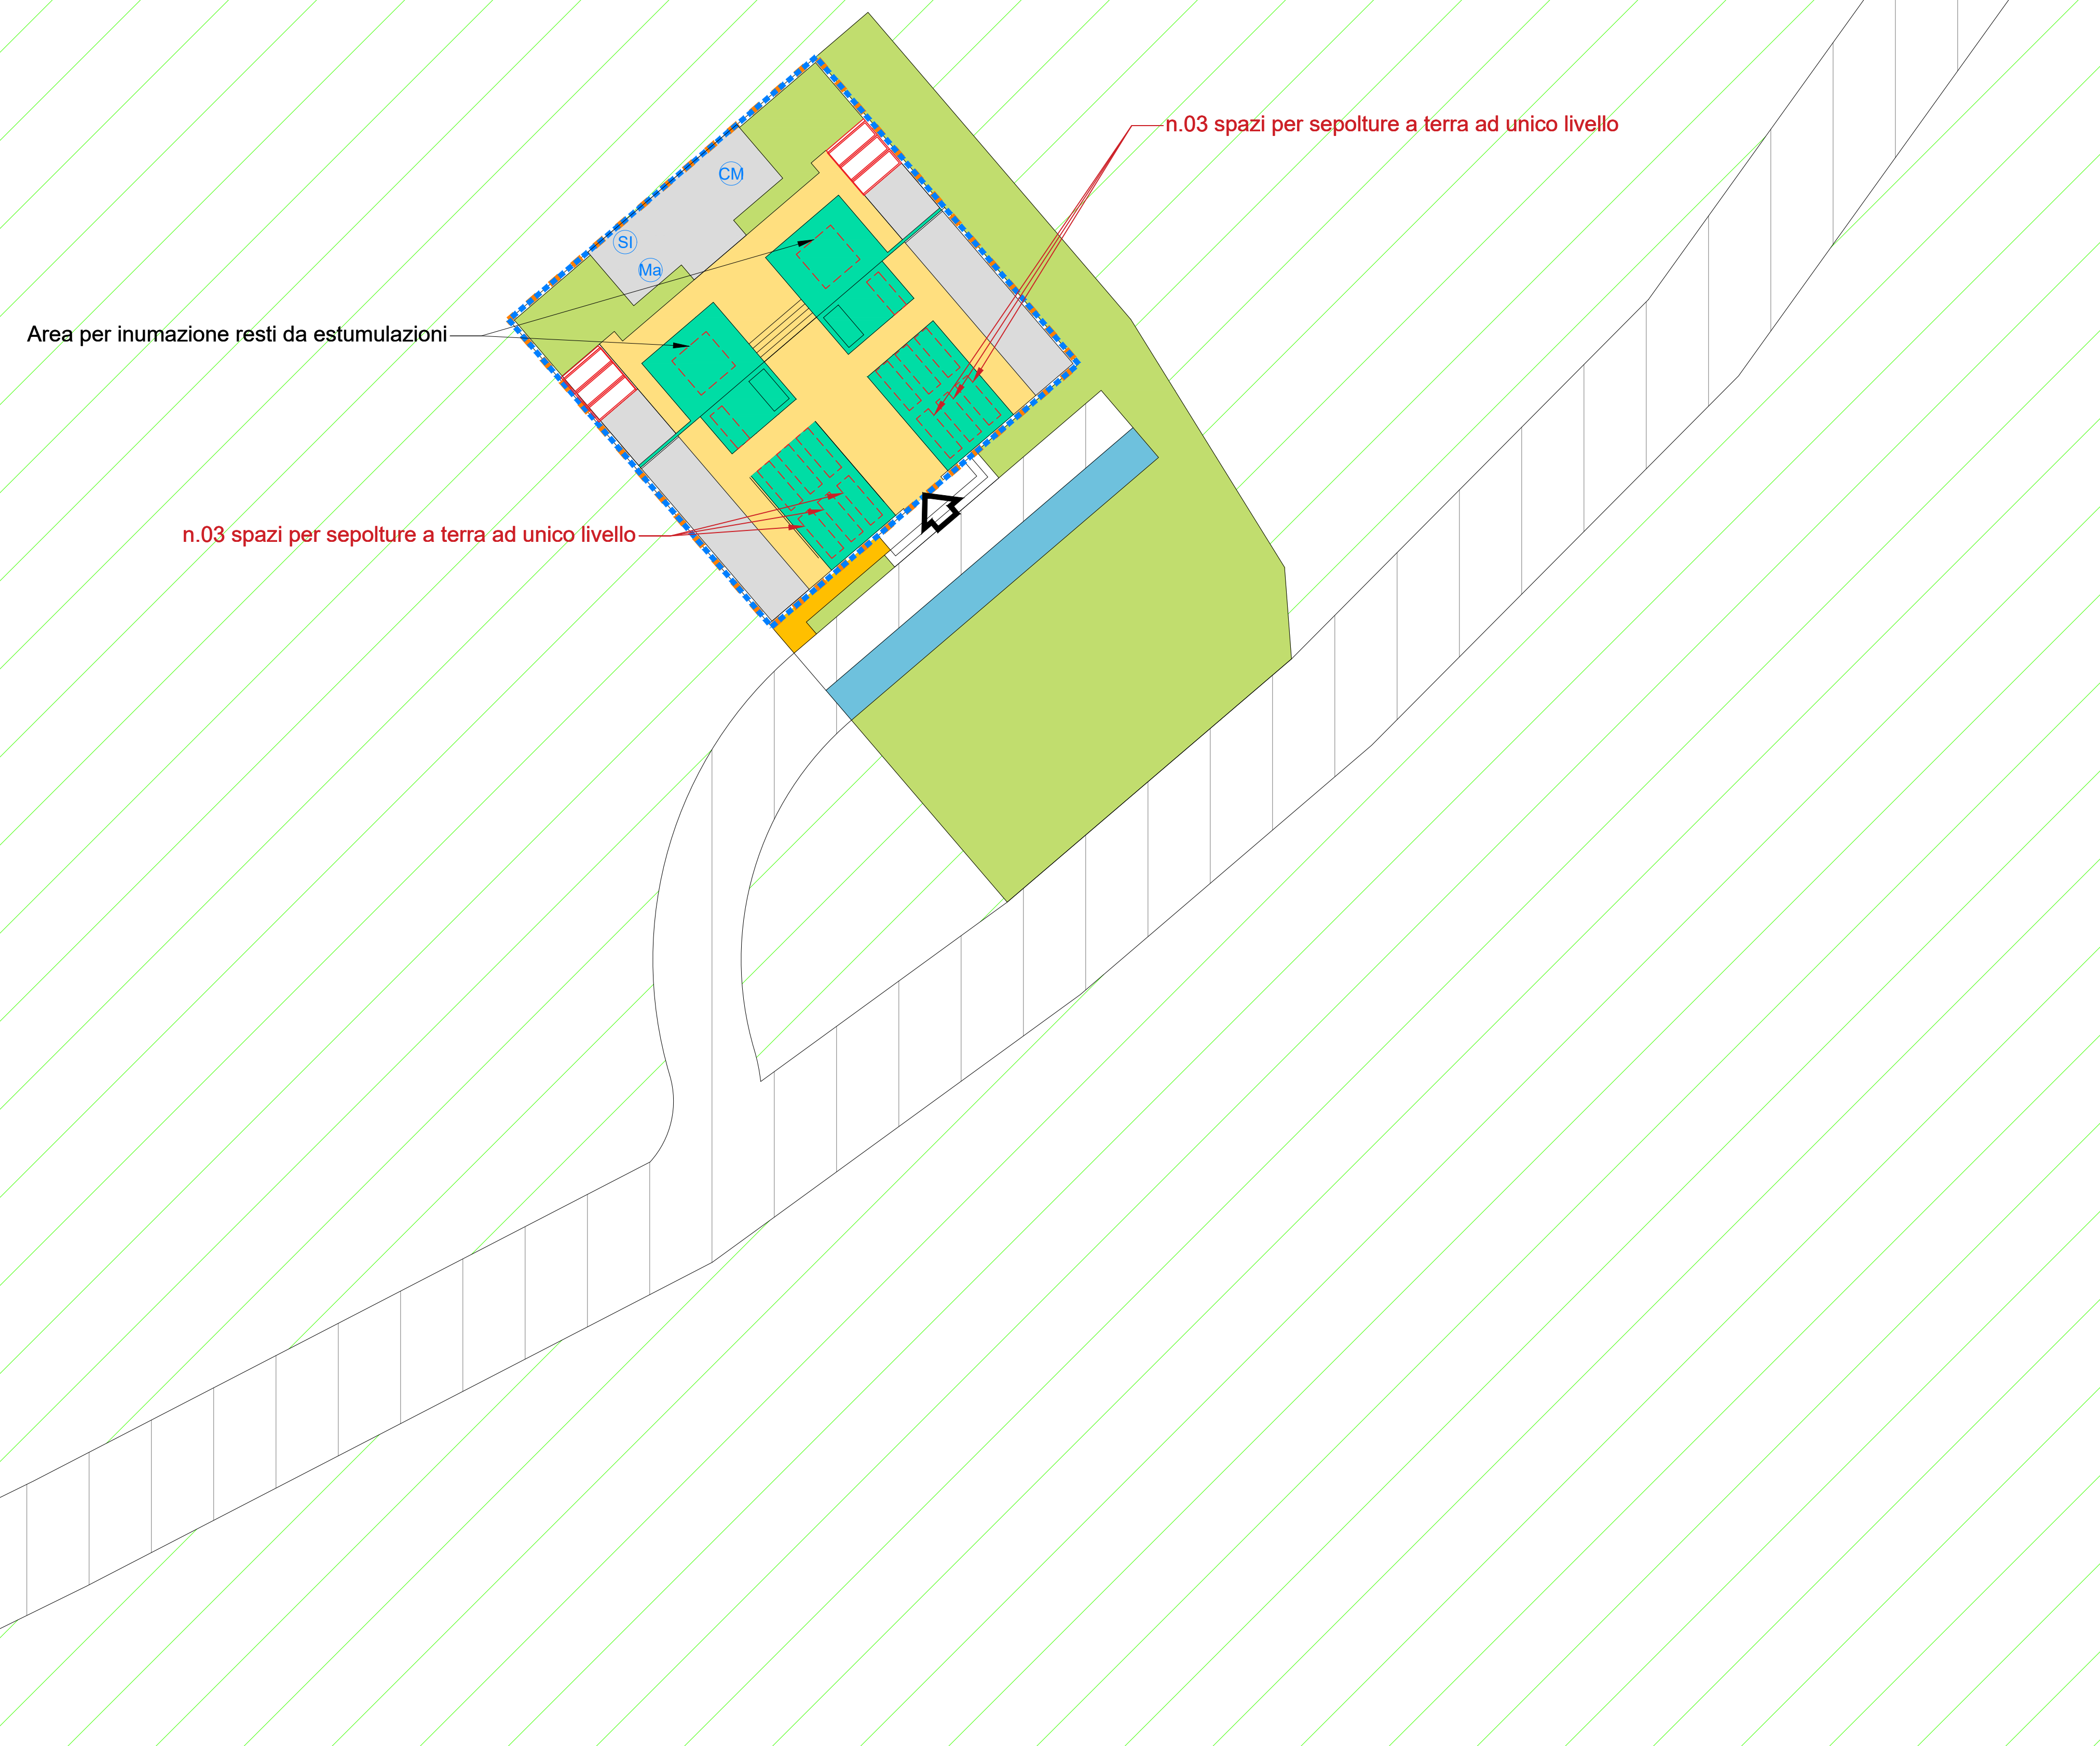 n.03 spazi per sepolture a terra ad unico livello
CM
SI
Ma
Area per inumazione resti da estumulazioni
n.03 spazi per sepolture a terra ad unico livello